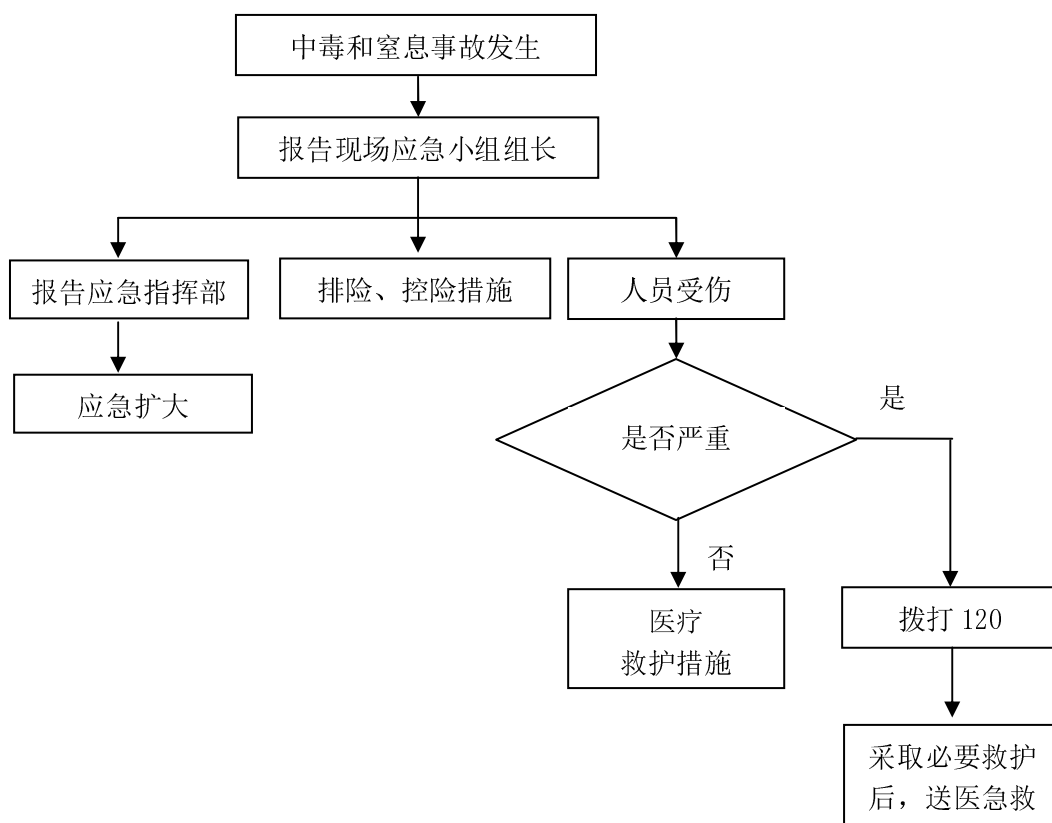 中毒和窒息事故发生
报告现场应急小组组长
报告应急指挥部
排险、控险措施
人员受伤
应急扩大
是
是否严重
否
医疗
救护措施
拨打 120
采取必要救护
后，送医急救